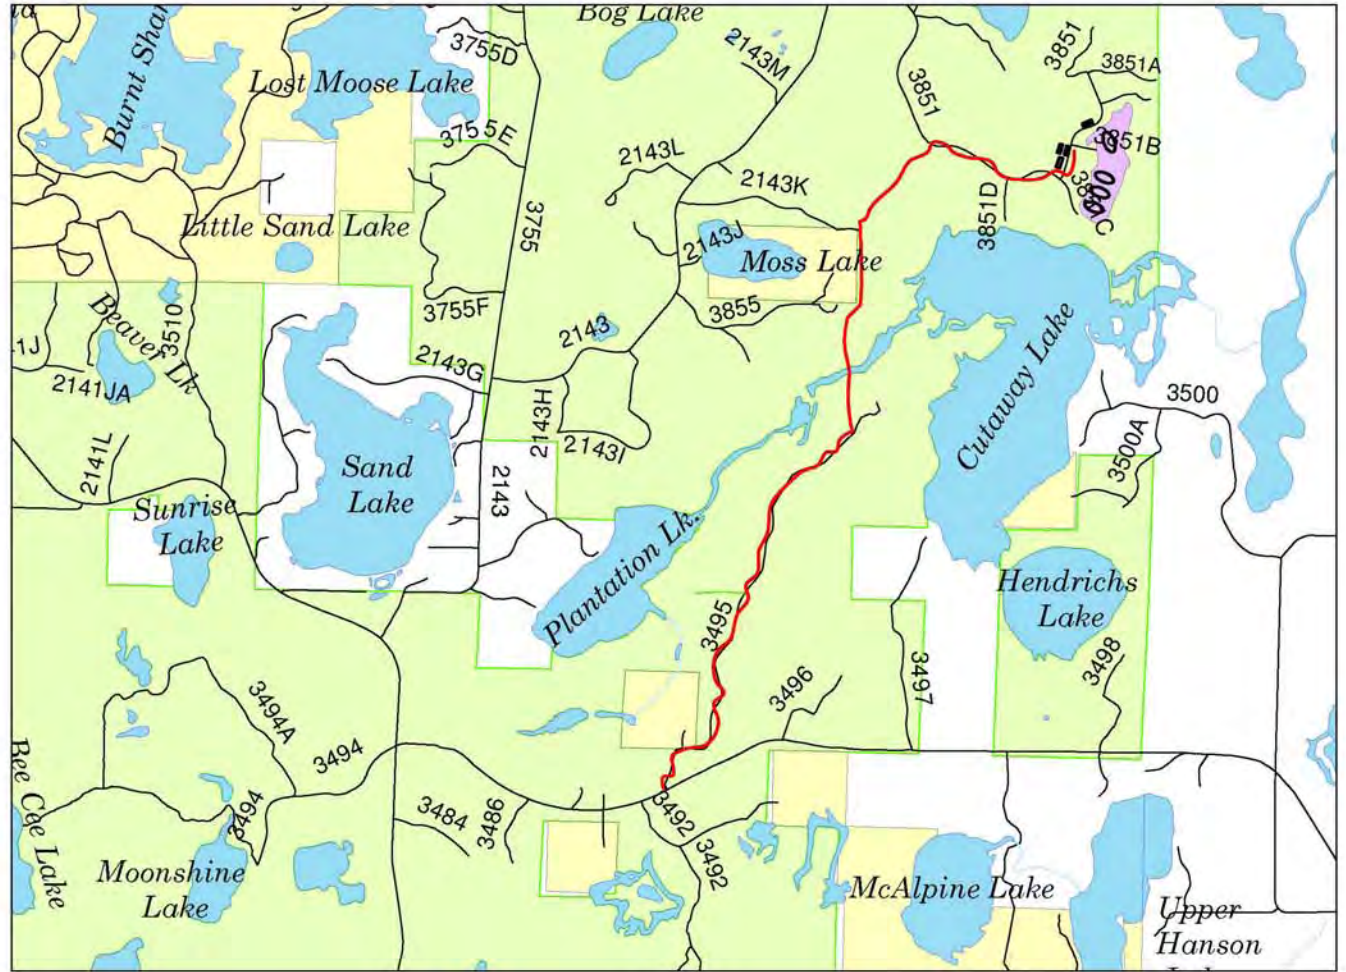 Bog Lake
3755D
2143M
3851
3851
3851A
Burnt Shan
Lost Moose Lake
375 5E
2143L
2143K
3851B
3851D
Little Sand Lake
3755
2143J
Moss Lake
3755F
3855
Beaver Lk
3510
2143
2143G
2141JA
2143H
2143I
Cutaway Lake
3500
3500A
2141L
Sand
Lake
2143
Sunrise
Lake
Plantation Lk.
Hendrichs
Lake
3495
3496
3497
3498
3494A
3494
3494
3484
3486
3492
3492
Bee Cee Lake
Moonshine
Lake
McAlpine Lake
Upper
Hanson